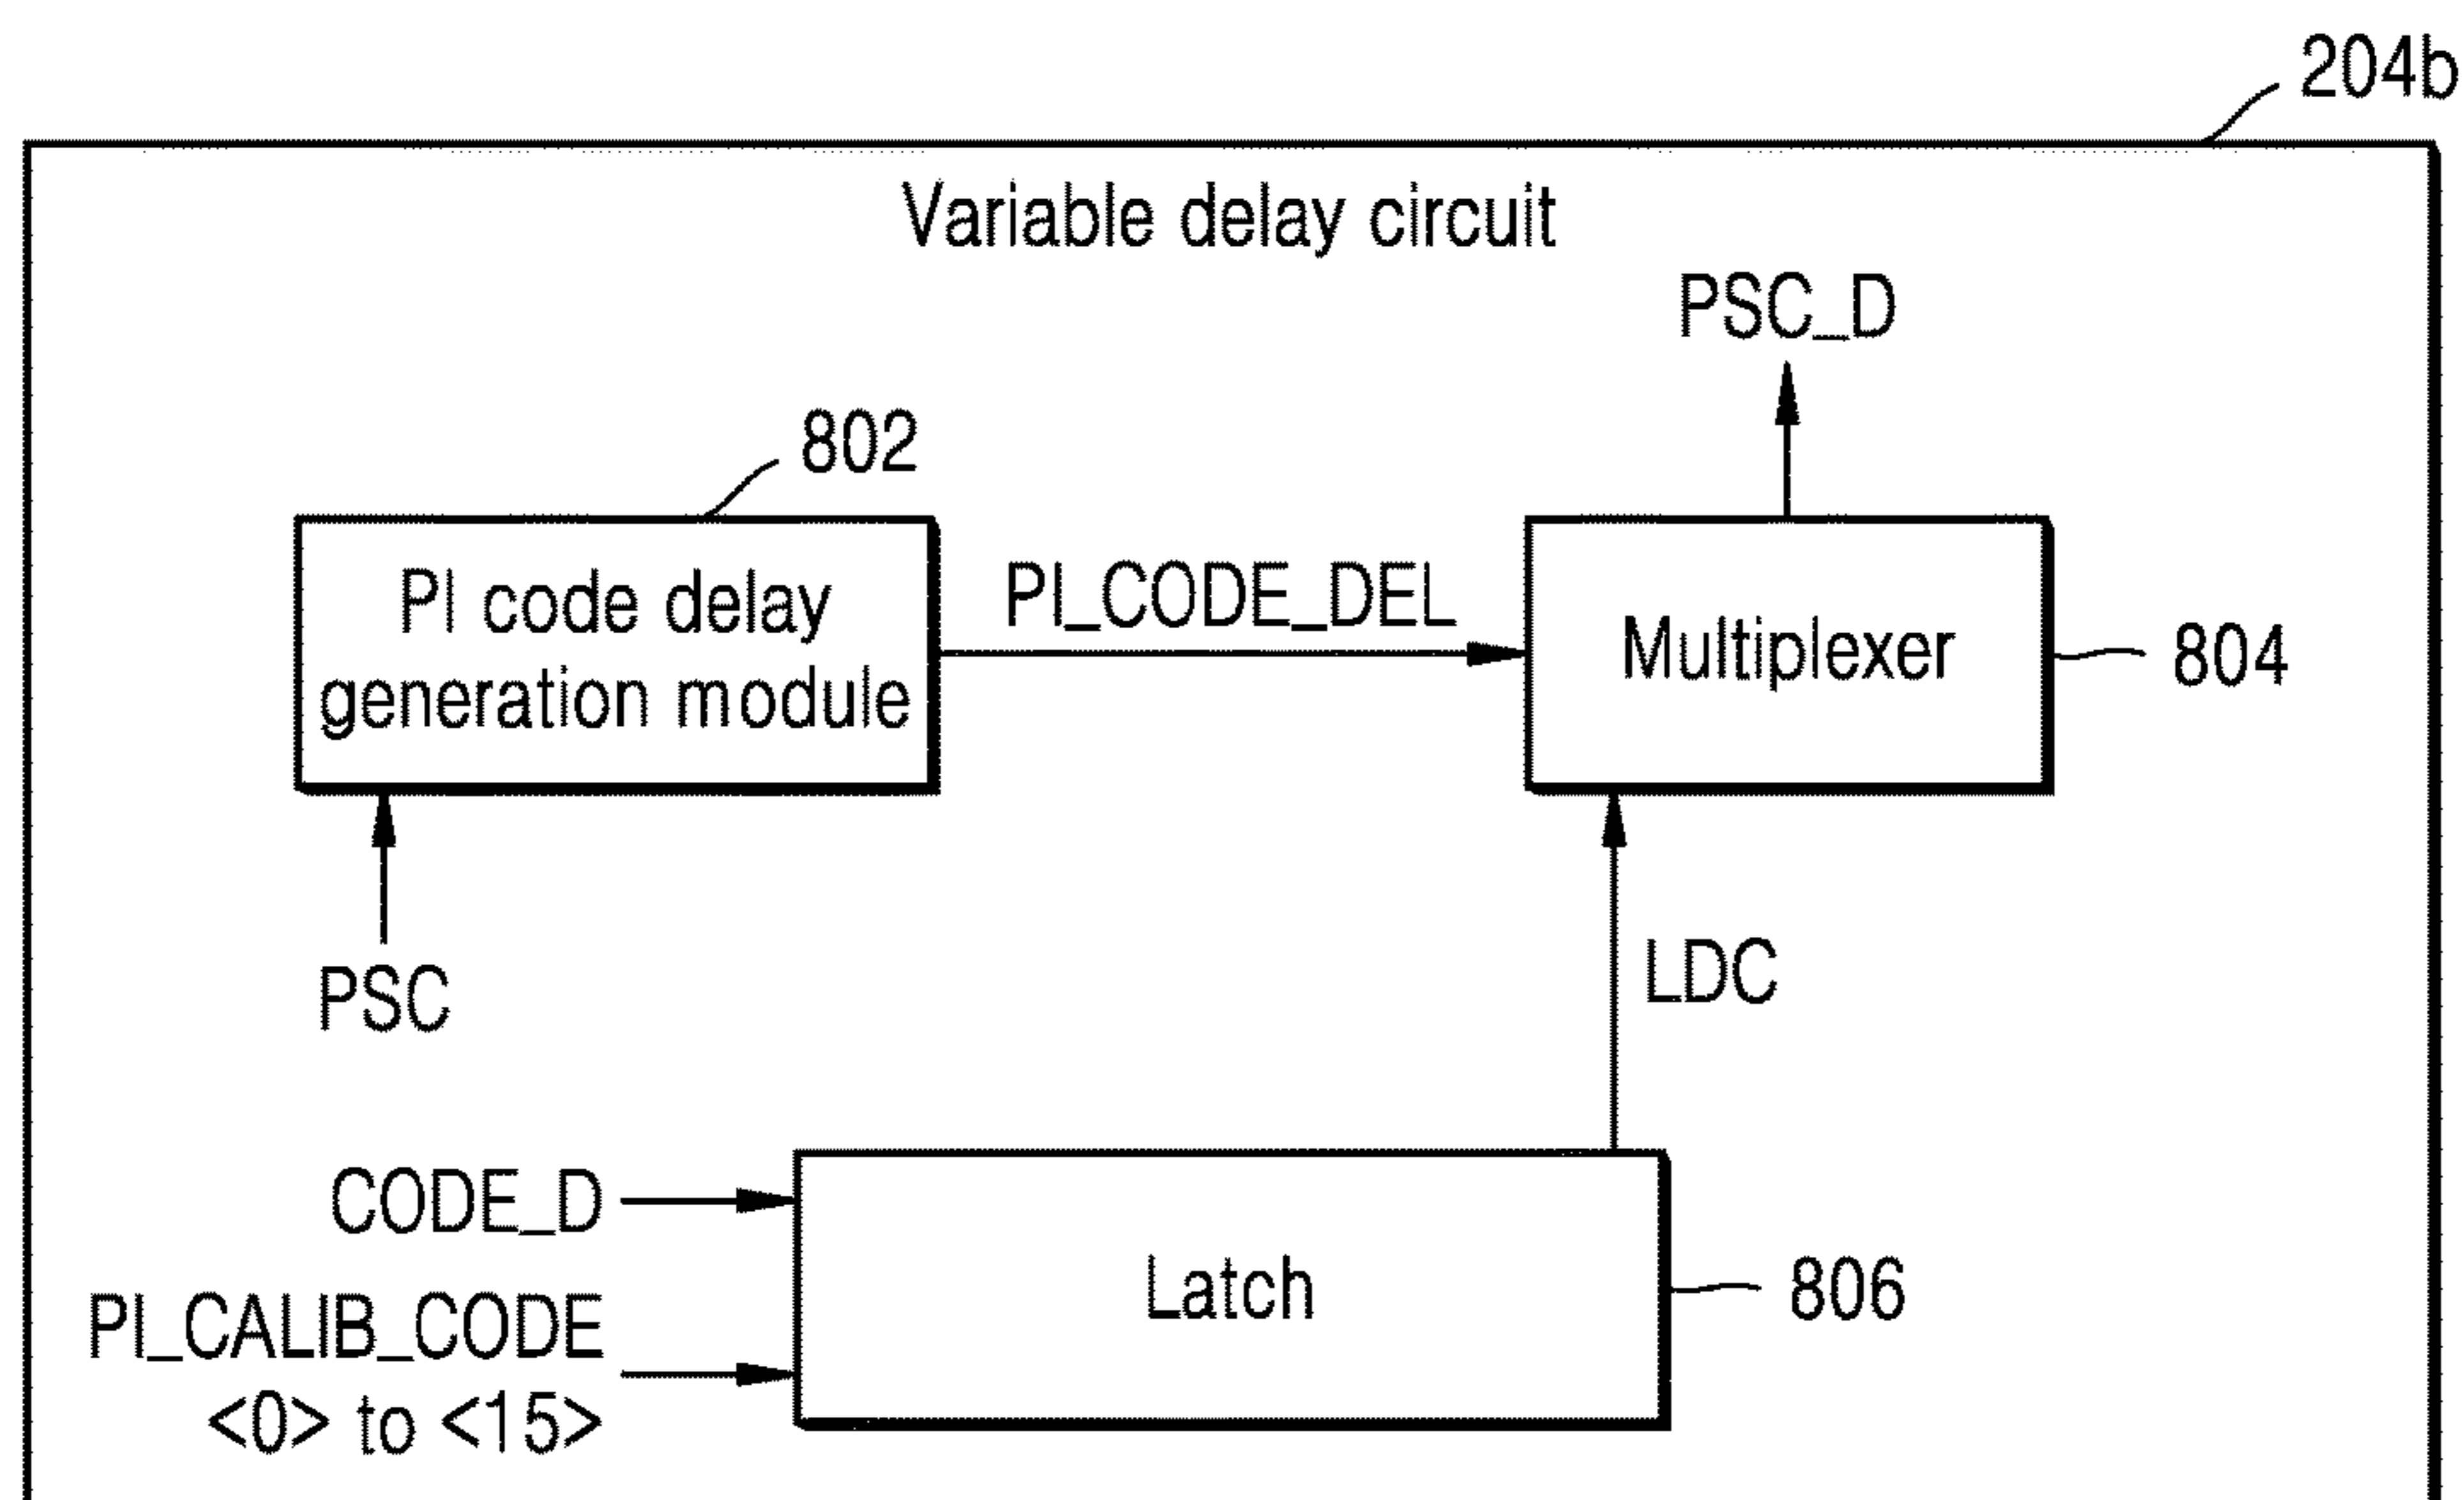 204b
Variable delay circuit
PSC_D
802
PI code delay
generation module
PI_CODE_DEL
Multiplexer
804
PSC
LDC
CODE_D
PI_CALIB_CODE
<0> to <15>
Latch
806